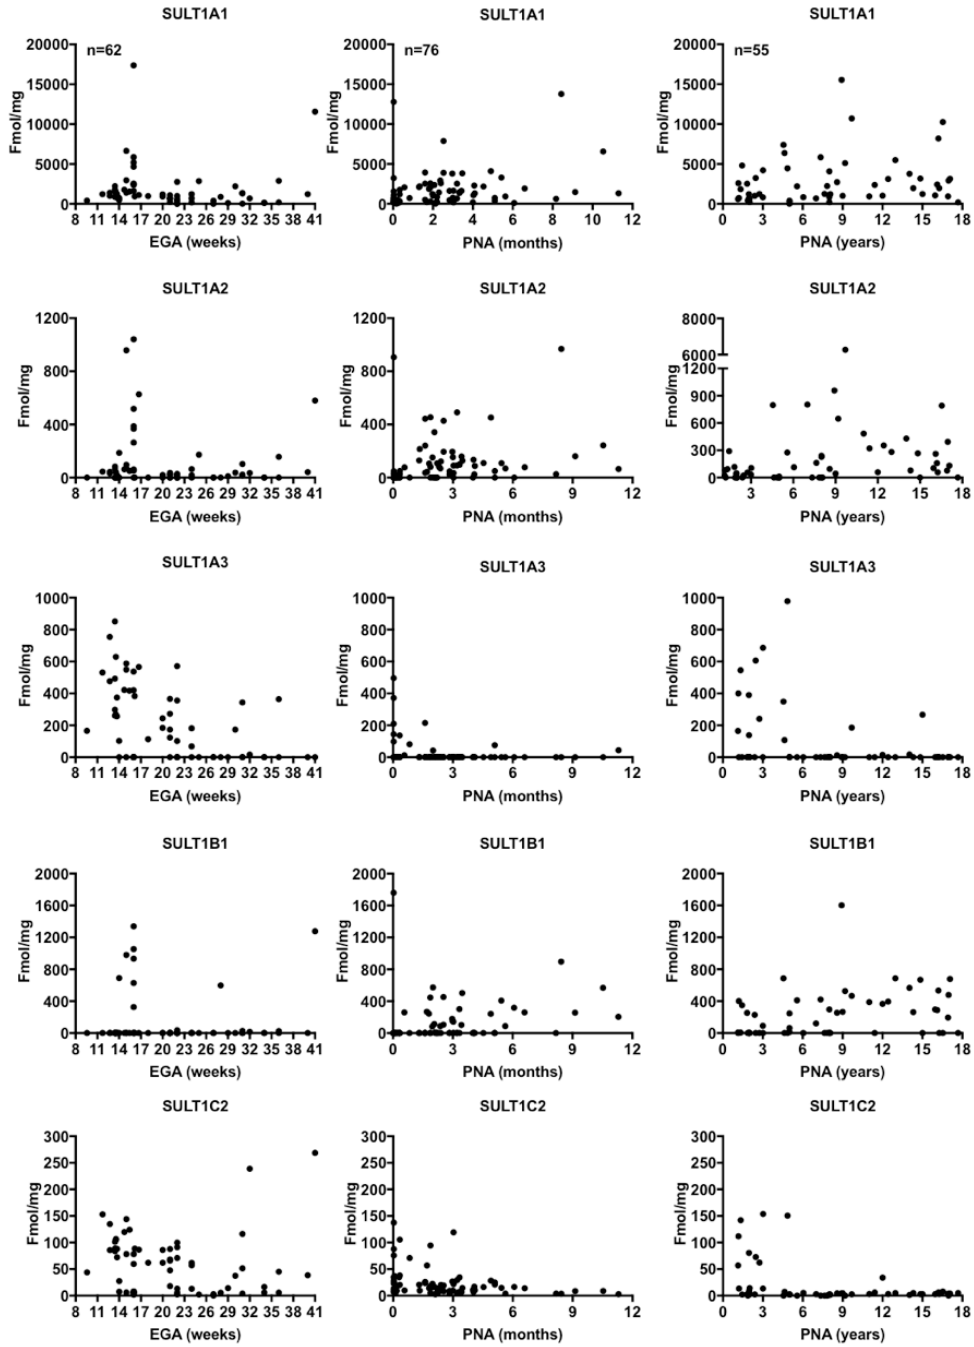 SULT1A1 SULT1A1 SULT1A1
20000 20000 20000
n=62 n=76 n=55
15000 15000 15000
Fmol/mg Fmol/mg Fmol/mg
10000 10000 10000
5000 5000 5000
0 0 0
8 11 14 17 20 23 26 29 32 35 38 41 0 2 4 6 8 10 12 0 3 6 9 12 15 18
EGA (weeks) PNA (months) PNA (years)
SULT1A2 SULT1A2 SULT1A2
1200 1200 8000
6000
800 800 1200
Fmol/mg Fmol/mg Fmol/mg
900
400 400 600
300
0 0 0
8 11 14 17 20 23 26 29 32 35 38 41 0 3 6 9 12 0 3 6 9 12 15 18
EGA (weeks) PNA (months) PNA (years)
SULT1A3 SULT1A3 SULT1A3
1000 1000 1000
800 800 800
Fmol/mg Fmol/mg Fmol/mg
600 600 600
400 400 400
200 200 200
0 0 0
8 11 14 17 20 23 26 29 32 35 38 41 0 3 6 9 12 0 3 6 9 12 15 18
EGA (weeks) PNA (months) PNA (years)
SULT1B1 SULT1B1 SULT1B1
2000 2000 2000
1600 1600 1600
Fmol/mg Fmol/mg Fmol/mg
1200 1200 1200
800 800 800
400 400 400
0 0 0
8 11 14 17 20 23 26 29 32 35 38 41 0 3 6 9 12 0 3 6 9 12 15 18
EGA (weeks) PNA (months) PNA (years)
SULT1C2 SULT1C2 SULT1C2
300 300 300
250 250 250
200 200 200
Fmol/mg Fmol/mg Fmol/mg
150 150 150
100 100 100
50 50 50
0 0 0
8 11 14 17 20 23 26 29 32 35 38 41 0 3 6 9 12 0 3 6 9 12 15 18
EGA (weeks) PNA (months) PNA (years)